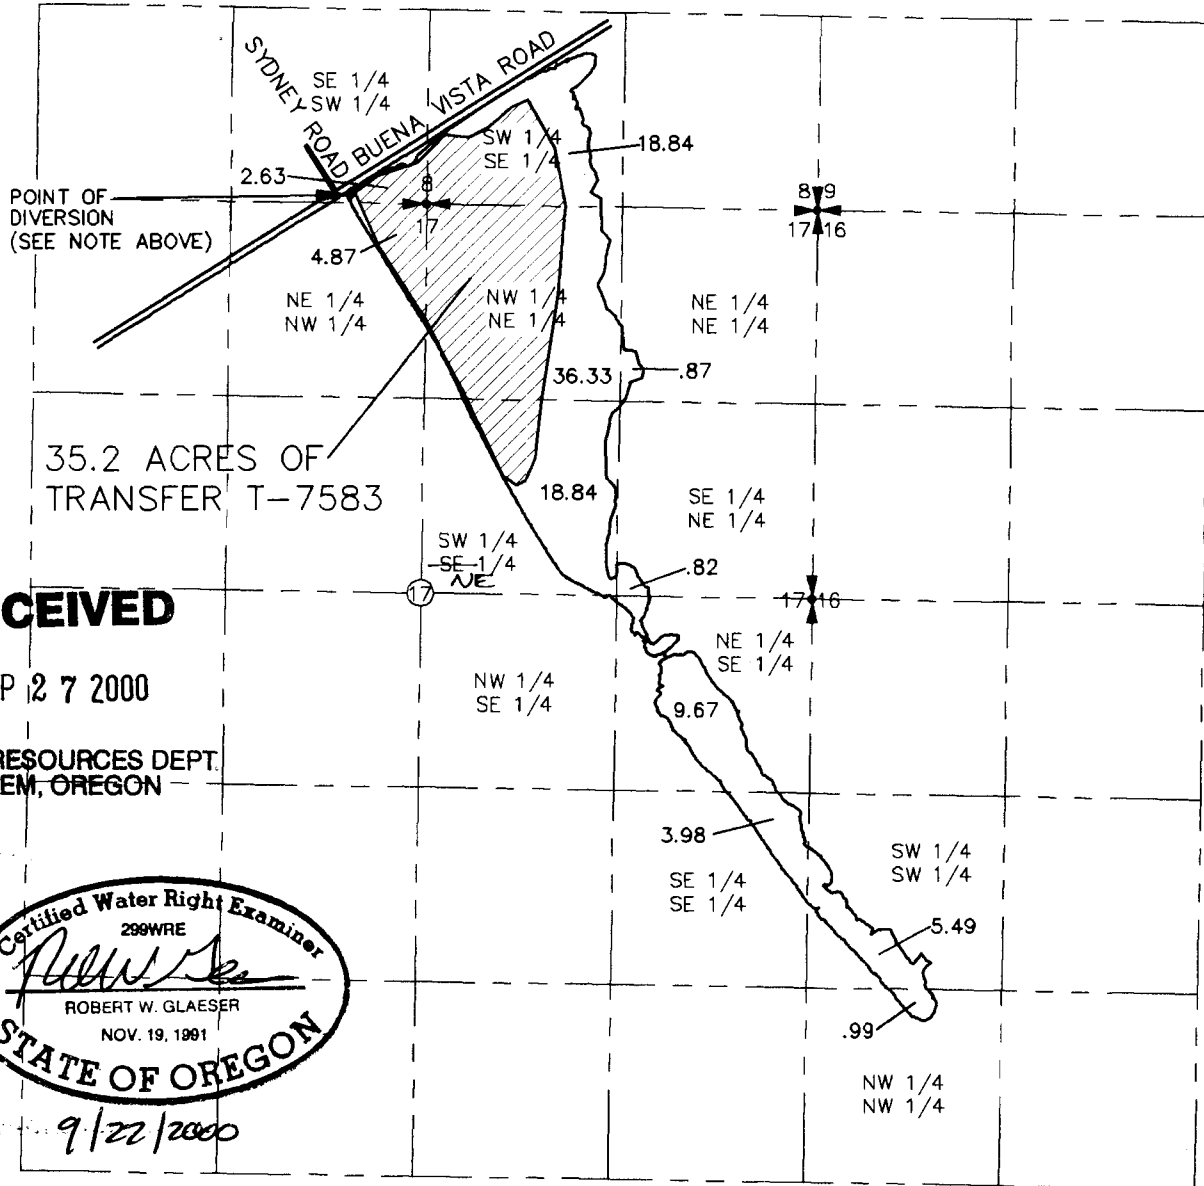 SYDNEY ROAD
BUENA VISTA ROAD
SE 1/4
SW 1/4
SW 1/4
SE 1/4
18.84
2.63
POINT OF
DIVERSION
(SEE NOTE ABOVE)
8
17
8 9
17 16
4.87
NE 1/4
NW 1/4
NW 1/4
NE 1/4
NE 1/4
NE 1/4
36.33
.87
35.2 ACRES OF
TRANSFER T-7583
18.84
SE 1/4
NE 1/4
SW 1/4
SE 1/4
NE
.82
17
17 16
CEIVED
P 2 7 2000
RESOURCES DEPT
EM, OREGON
NE 1/4
SE 1/4
NW 1/4
SE 1/4
9.67
3.98
SE 1/4
SE 1/4
SW 1/4
SW 1/4
5.49
.99
NW 1/4
NW 1/4
Certified Water Right Examiner
299WRE
ROBERT W. GLAESER
NOV. 19, 1991
STATE OF OREGON
9/22/2000